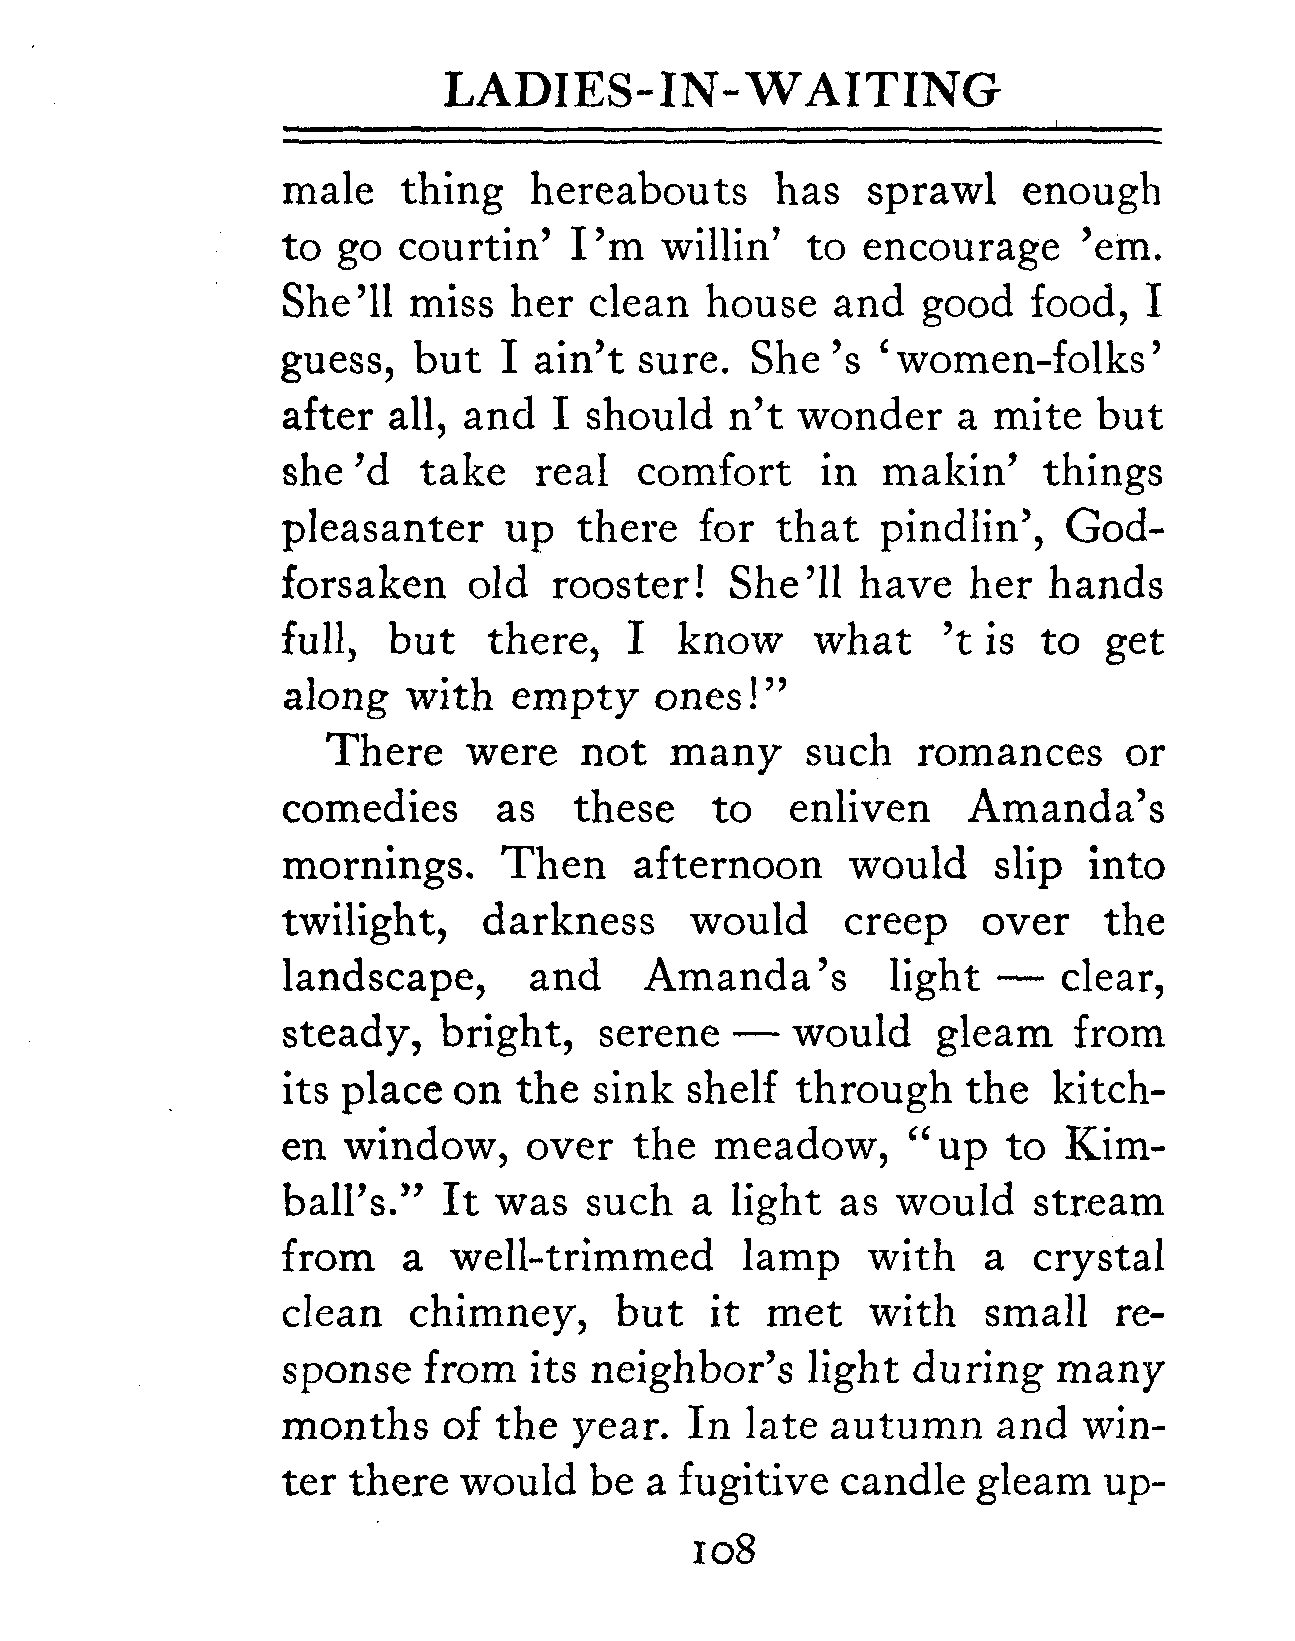 LADIES-IN-WAITING
male thing hereabouts has sprawl enough
to go courtin’ I ’m willin’ to encourage ’em.
She ’ll miss her clean house and good food, I
guess, but I ain’t sure. She ’s ‘women-folks’
after all, and I should n’t wonder a mite but
she ’d take real comfort in makin’ things
pleasanter up there for that pindlin’, God-
forsaken old rooster! She ’ll have her hands
full, but there, I know what ’t is to get
along with empty ones!”
There were not many such romances or
comedies as these to enliven Amanda’s
mornings. Then afternoon would slip into
twilight, darkness would creep over the
landscape, and Amanda’s light — clear,
steady, bright, serene — would gleam from
its place on the sink shelf through the kitch-
en window, over the meadow, “up to Kim-
ball’s.” It was such a light as would stream
from a well-trimmed lamp with a crystal
clean chimney, but it met with small re-
sponse from its neighbor’s light during many
months of the year. In late autumn and win-
ter there would be a fugitive candle gleam up-
108